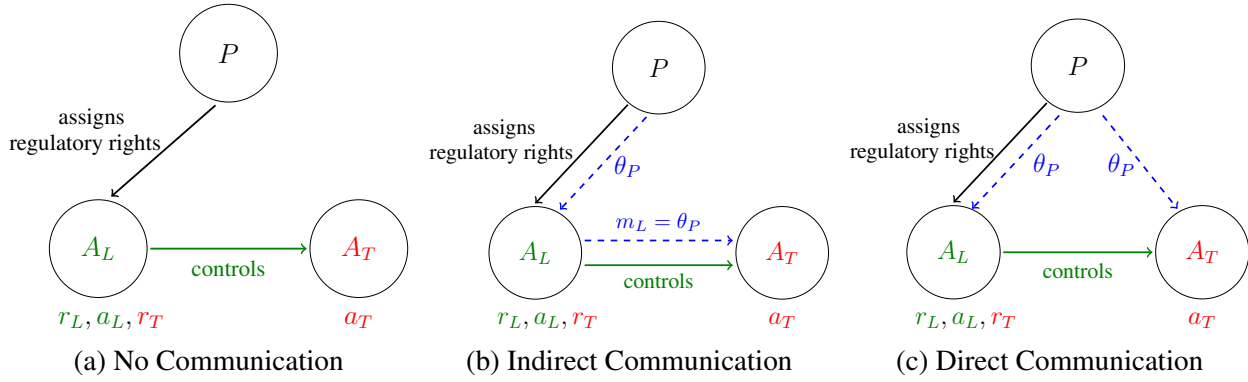 P
assigns
regulatory rights
A_L
controls
A_T
r_L, a_L, r_T
a_T
(a) No Communication
P
assigns
regulatory rights
θ_P
m_L = θ_P
A_L
controls
A_T
r_L, a_L, r_T
a_T
(b) Indirect Communication
P
assigns
regulatory rights
θ_P
θ_P
A_L
controls
A_T
r_L, a_L, r_T
a_T
(c) Direct Communication